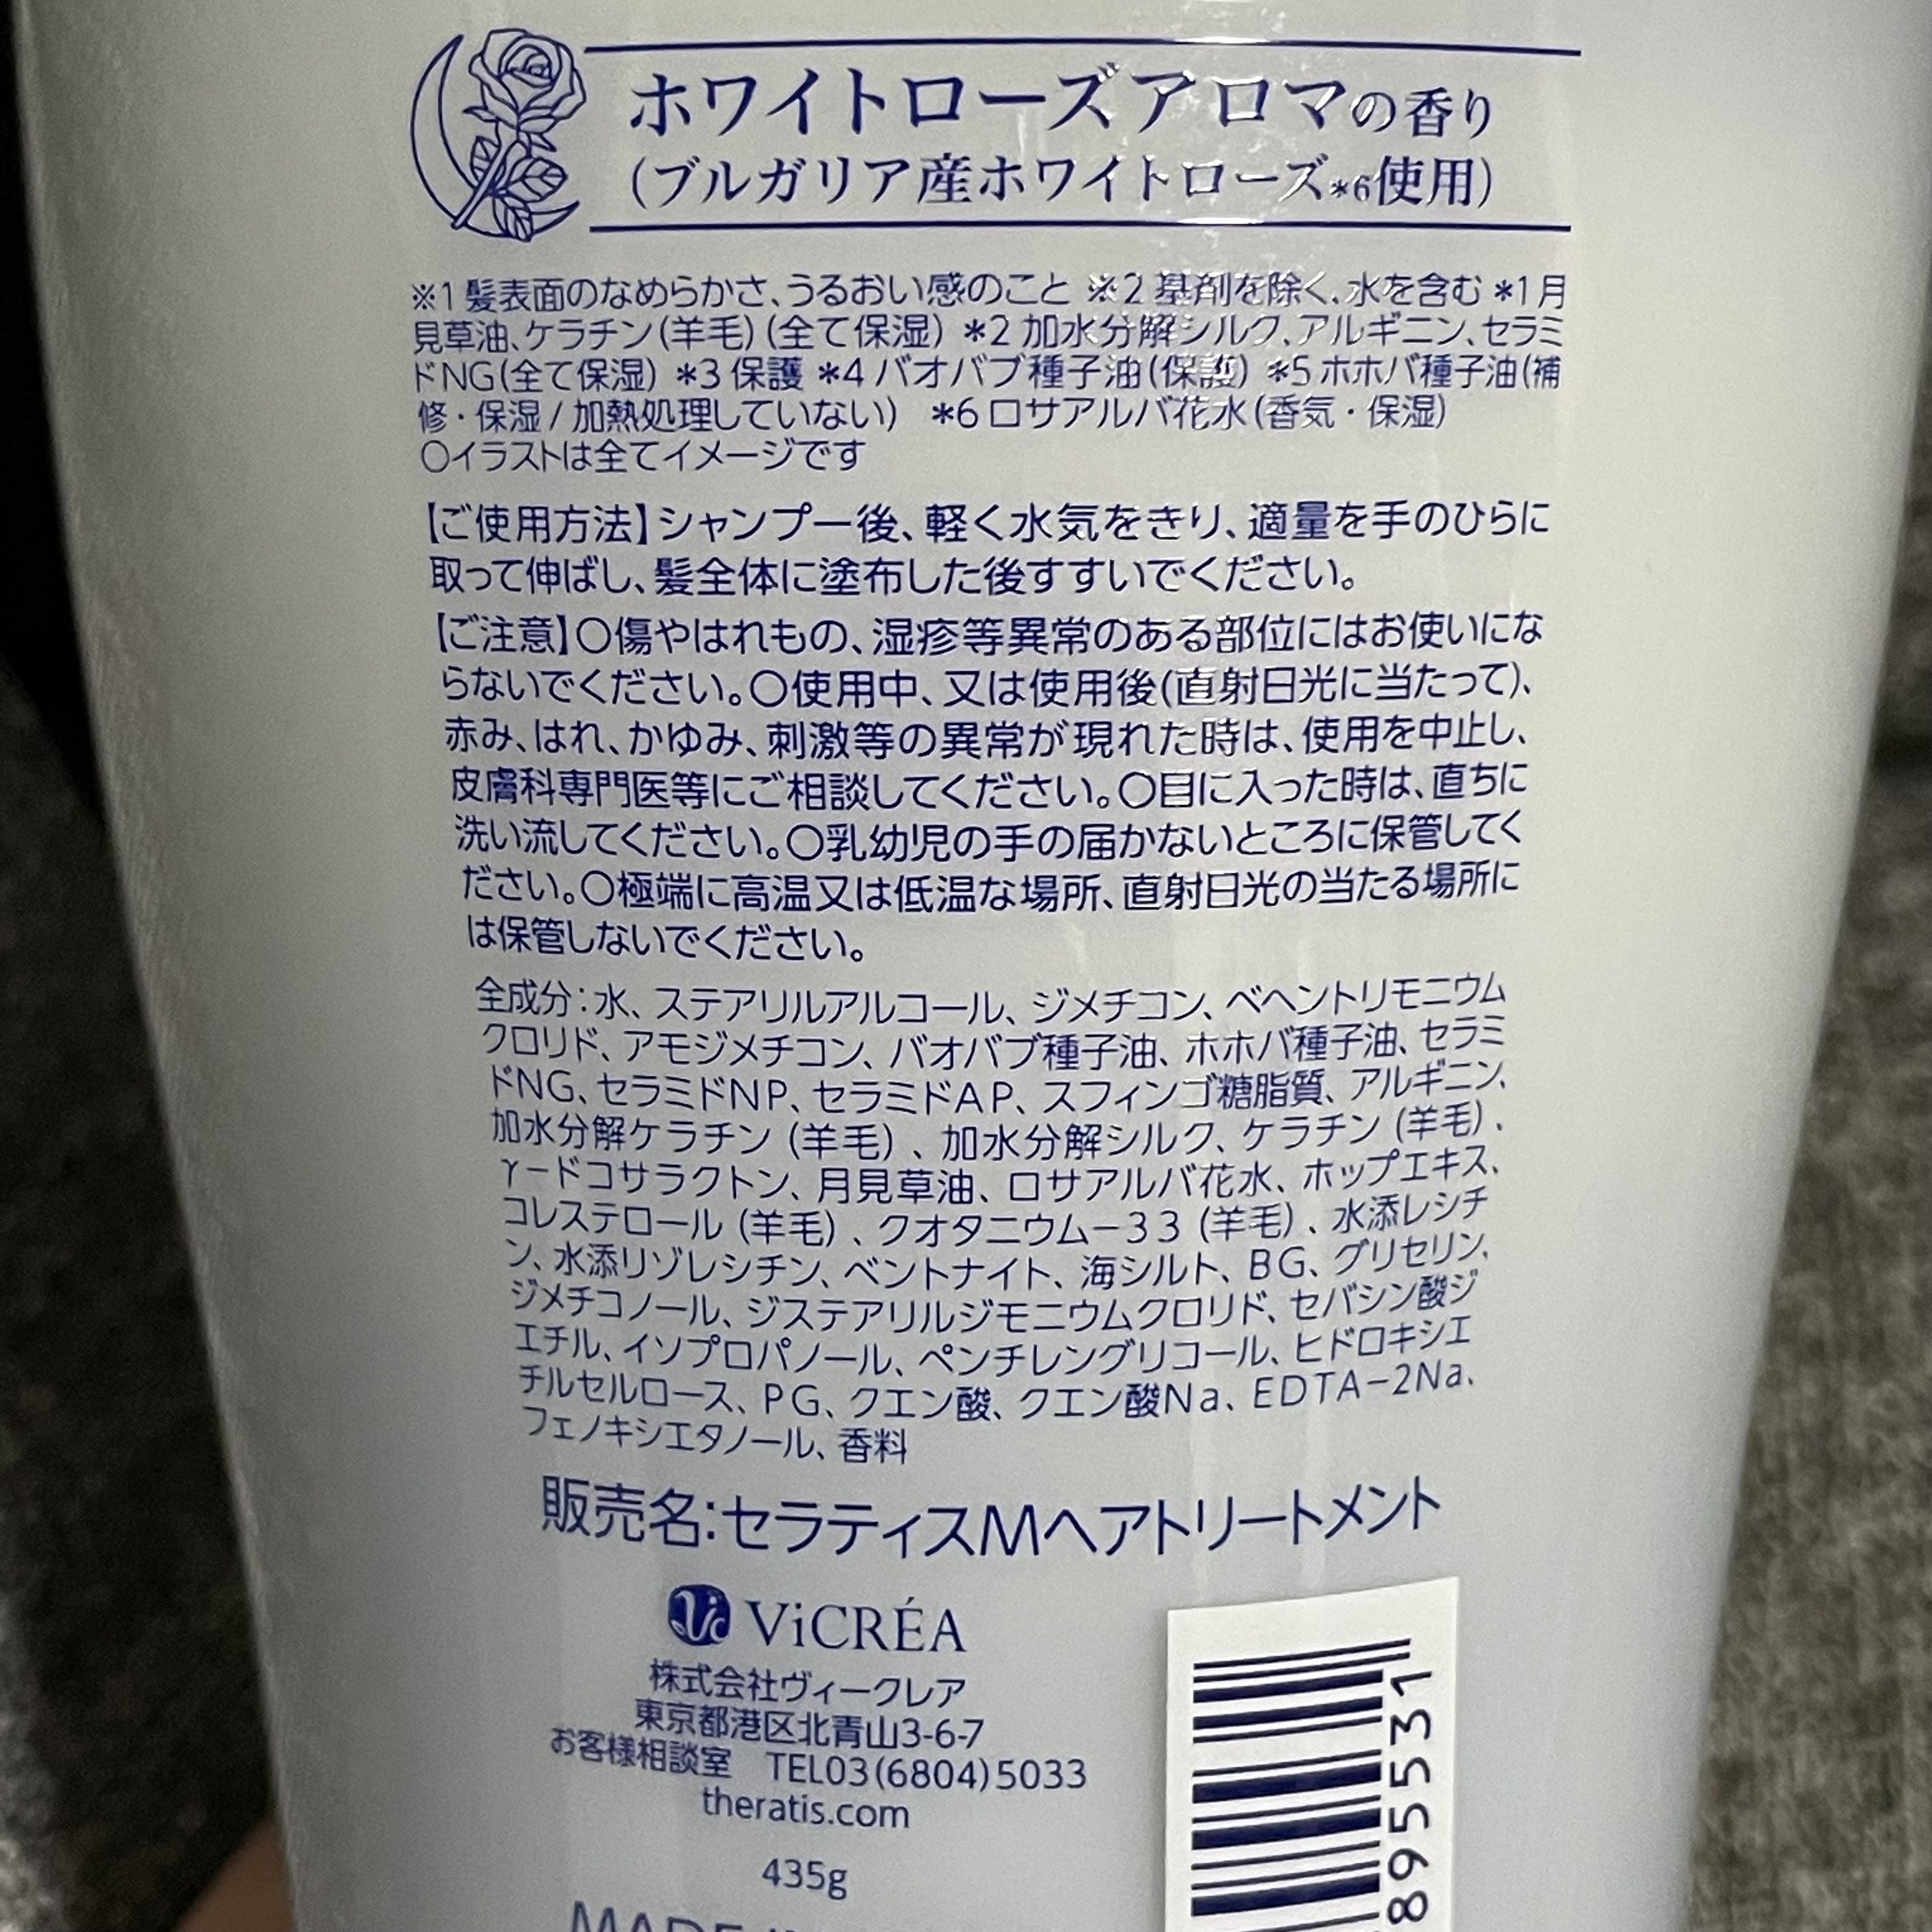 ホワイトローズアロマの香り
(ブルガリア産ホワイトローズ*6使用)
※1 髪表面のなめらかさ、うるおい感のこと ※2 基剤を除く、水を含む *1月
見草油、ケラチン(羊毛)(全て保湿) *2 加水分解シルク、アルギニン、セラミ
ドNG(全て保湿) *3 保護 *4 バオバブ種子油(保護) *5 ホホバ種子油(補
修・保湿/加熱処理していない) *6 ロサアルバ花水(香気・保湿)
○イラストは全てイメージです
【ご使用方法】シャンプー後、軽く水気をきり、適量を手のひらに
取って伸ばし、髪全体に塗布した後すすいでください。
【ご注意】○傷やはれもの、湿疹等異常のある部位にはお使いにな
らないでください。○使用中、又は使用後(直射日光に当たって)、
赤み、はれ、かゆみ、刺激等の異常が現れた時は、使用を中止し、
皮膚科専門医等にご相談してください。○目に入った時は、直ちに
洗い流してください。○乳幼児の手の届かないところに保管してく
ださい。○極端に高温又は低温な場所、直射日光の当たる場所に
は保管しないでください。
全成分:水、ステアリルアルコール、ジメチコン、ベヘントリモニウム
クロリド、アモジメチコン、バオバブ種子油、ホホバ種子油、セラミ
ドNG、セラミドNP、セラミドAP、スフィンゴ糖脂質、アルギニン、
加水分解ケラチン(羊毛)、加水分解シルク、ケラチン(羊毛)、
γードコサラクトン、月見草油、ロサアルバ花水、ホップエキス、
コレステロール(羊毛)、クオタニウムー33(羊毛)、水添レシチ
ン、水添リゾレシチン、ベントナイト、海シルト、BG、グリセリン、
ジメチコノール、ジステアリルジモニウムクロリド、セバシン酸ジ
エチル、イソプロパノール、ペンチレングリコール、ヒドロキシエ
チルセルロース、PG、クエン酸、クエン酸Na、EDTAー2Na、
フェノキシエタノール、香料
販売名:セラティスMヘアトリートメント
Vi ViCRÉA
株式会社ヴィークレア
東京都港区北青山3-6-7
お客様相談室 TEL03(6804)5033
theratis.com
435g
MADE IN
895531